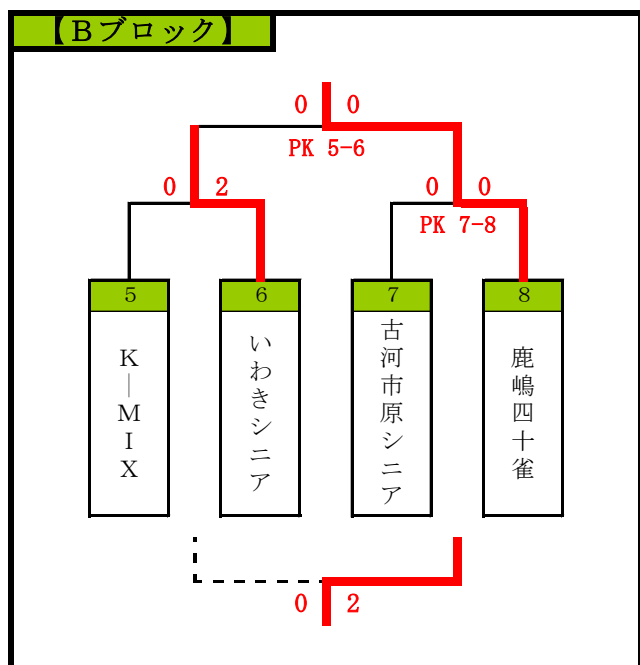 【Bブロック】
0 0
PK 5-6
0 2
0 0
PK 7-8
5
6
7
8
K―MIX
いわきシニア
古河市原シニア
鹿嶋四十雀
0 2